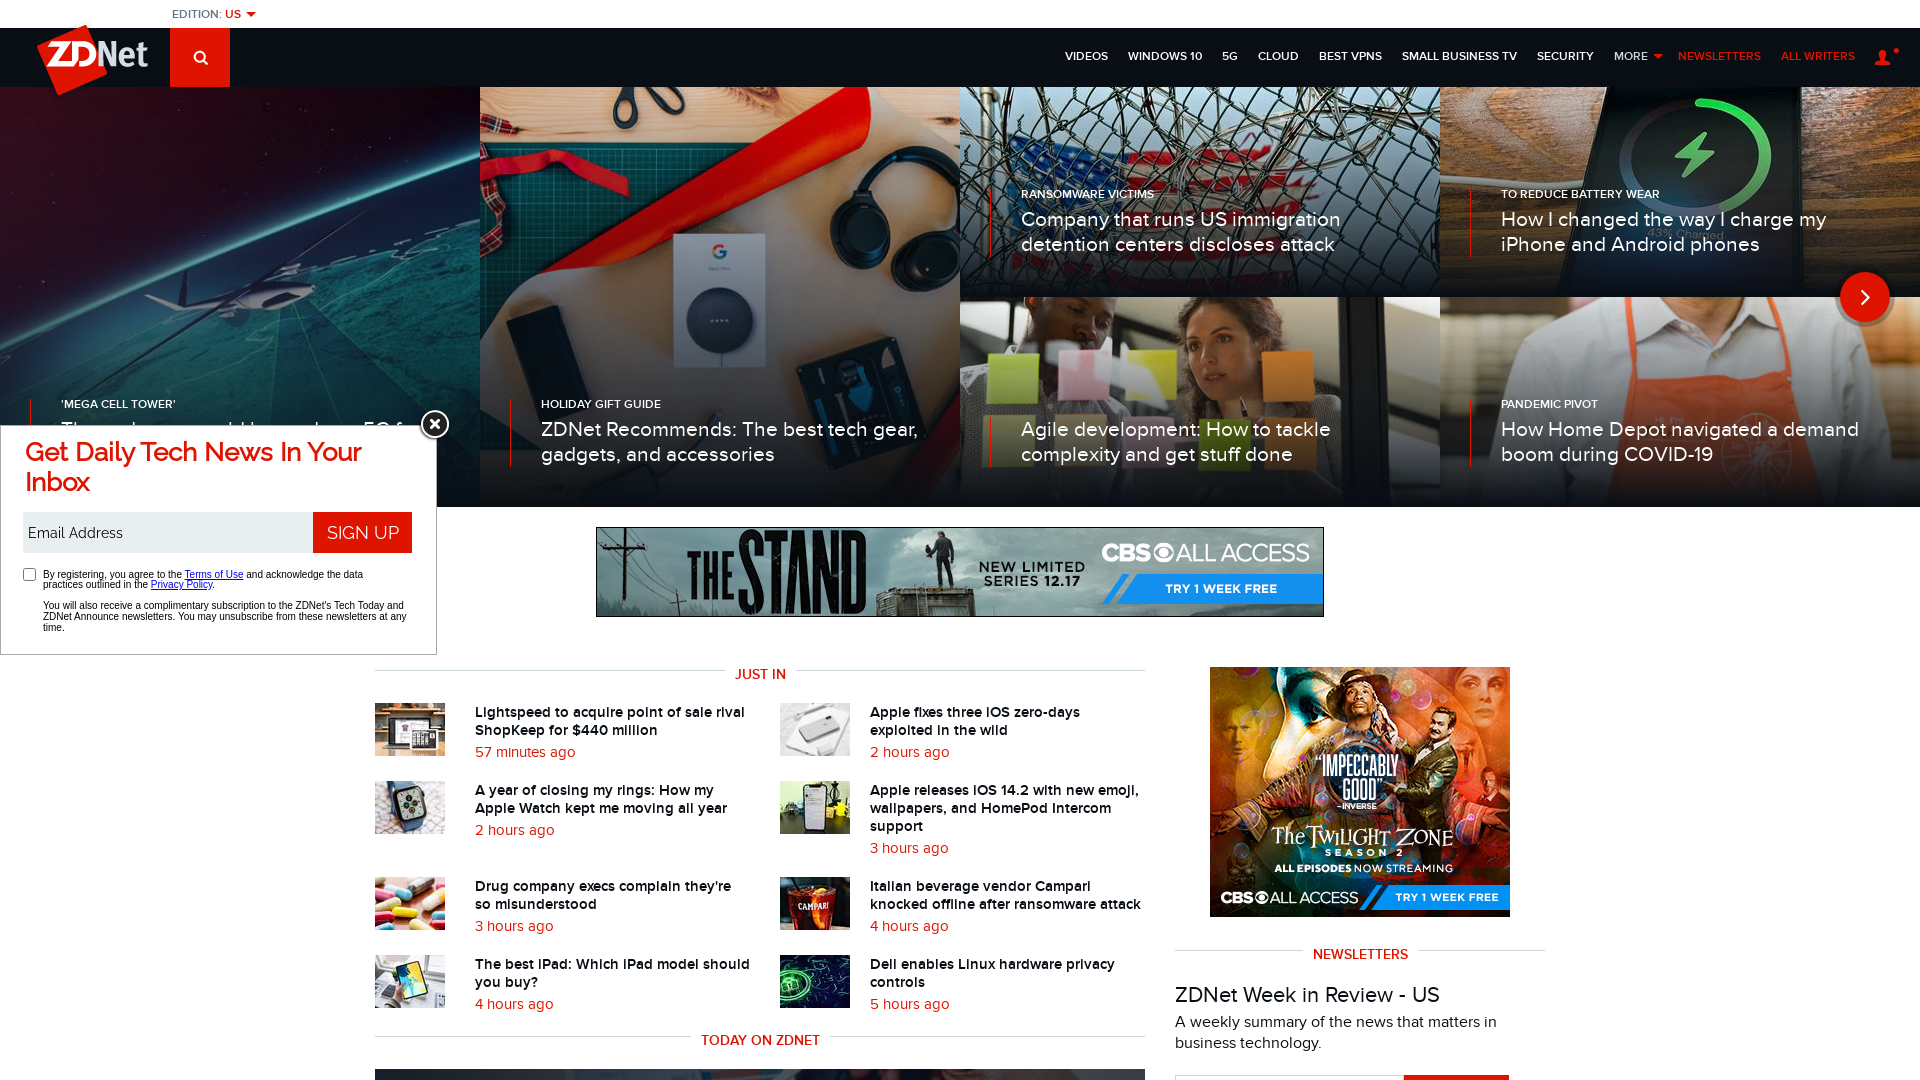 EDITION: US
ZDNet
VIDEOS WINDOWS 10 5G CLOUD BEST VPNS SMALL BUSINESS TV SECURITY MORE NEWSLETTERS ALL WRITERS
'MEGA CELL TOWER'
HOLIDAY GIFT GUIDE
ZDNet Recommends: The best tech gear,
gadgets, and accessories
RANSOMWARE VICTIMS
Company that runs US immigration
detention centers discloses attack
TO REDUCE BATTERY WEAR
How I changed the way I charge my
iPhone and Android phones
43% Charged
Agile development: How to tackle
complexity and get stuff done
PANDEMIC PIVOT
How Home Depot navigated a demand
boom during COVID-19
Get Daily Tech News In Your
Inbox
Email Address
SIGN UP
By registering, you agree to the Terms of Use and acknowledge the data
practices outlined in the Privacy Policy.
You will also receive a complimentary subscription to the ZDNet's Tech Today and
ZDNet Announce newsletters. You may unsubscribe from these newsletters at any
time.
THE STAND
NEW LIMITED
SERIES 12.17
CBS ALL ACCESS
TRY 1 WEEK FREE
JUST IN
Lightspeed to acquire point of sale rival
ShopKeep for $440 million
57 minutes ago
Apple fixes three iOS zero-days
exploited in the wild
2 hours ago
A year of closing my rings: How my
Apple Watch kept me moving all year
2 hours ago
Apple releases iOS 14.2 with new emoji,
wallpapers, and HomePod Intercom
support
3 hours ago
Drug company execs complain they're
so misunderstood
3 hours ago
CAMPARI
Italian beverage vendor Campari
knocked offline after ransomware attack
4 hours ago
The best iPad: Which iPad model should
you buy?
4 hours ago
Dell enables Linux hardware privacy
controls
5 hours ago
TODAY ON ZDNET
"IMPECCABLY
GOOD"
–INVERSE
The Twilight Zone
SEASON 2
ALL EPISODES NOW STREAMING
CBS ALL ACCESS
TRY 1 WEEK FREE
NEWSLETTERS
ZDNet Week in Review - US
A weekly summary of the news that matters in
business technology.